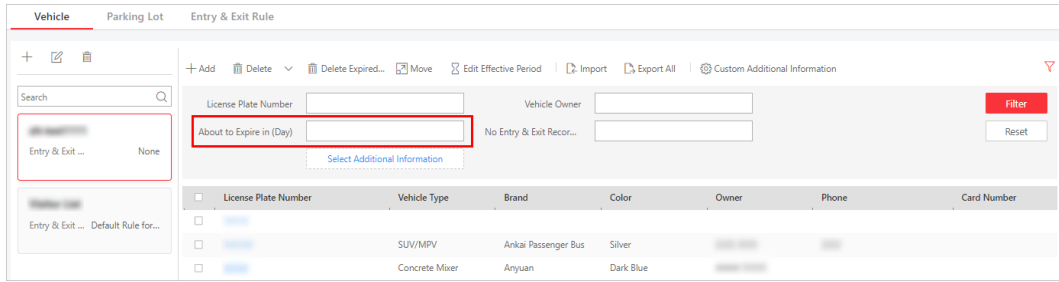 Vehicle Parking Lot Entry & Exit Rule
Add Delete Delete Expired... Move Edit Effective Period Import Export All Custom Additional Information
Search
License Plate Number Vehicle Owner Filter
About to Expire in (Day) No Entry & Exit Recor... Reset
Entry & Exit ... None
Select Additional Information
License Plate Number Vehicle Type Brand Color Owner Phone Card Number
Entry & Exit ... Default Rule for...
SUV/MPV Ankai Passenger Bus Silver
Concrete Mixer Anyuan Dark Blue